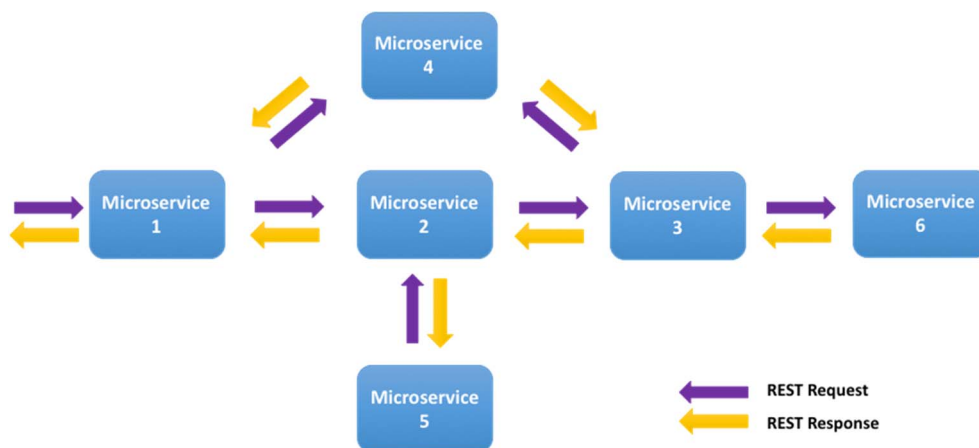 Microservice
4
Microservice
1
Microservice
2
Microservice
3
Microservice
6
Microservice
5
REST Request
REST Response